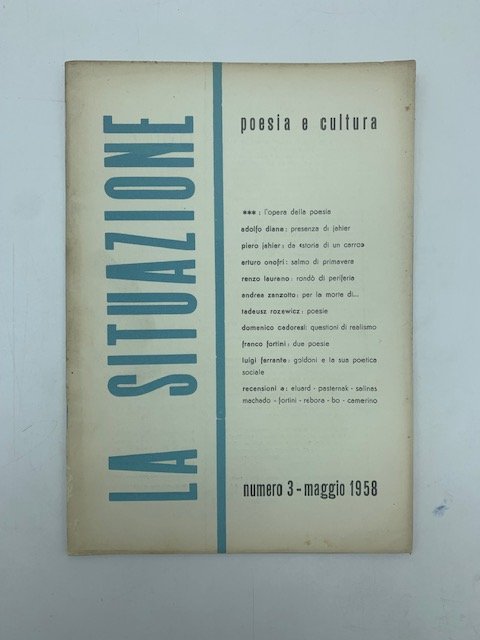 LA SITUAZIONE
poesia e cultura
***: l'opera della poesia
adolfo diana: presenza di jahier
piero jahier: da «storia di un carro»
arturo onofri: salmo di primavera
renzo laurano: rondò di periferia
andrea zanzotto: per la morte di...
tadeusz rozewicz: poesie
domenico cadoresi: questioni di realismo
franco fortini: due poesie
luigi ferrante: goldoni e la sua poetica
sociale
recensioni a: eluard - pasternak - salinas
machado - fortini - rebora - bo - camerino
numero 3 - maggio 1958